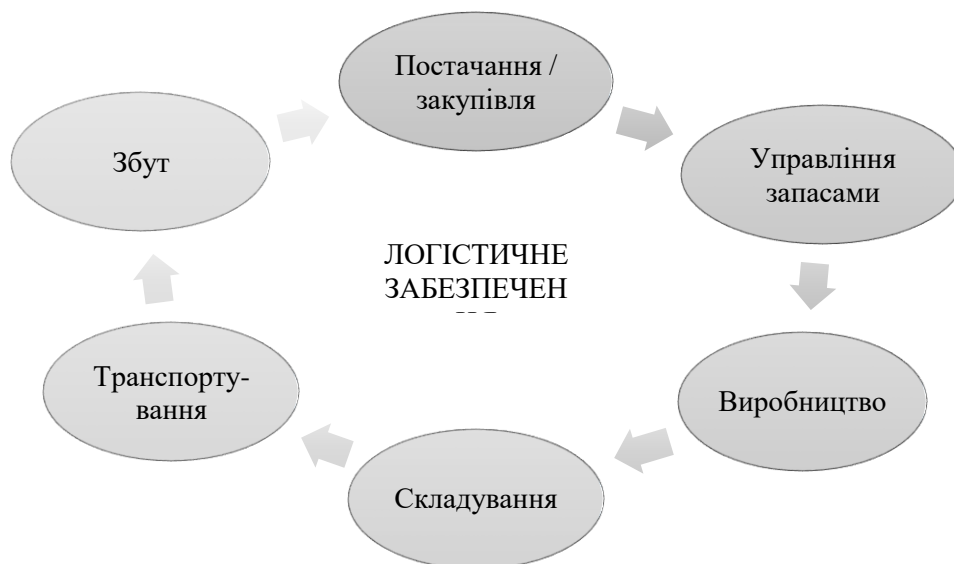 Постачання /
закупівля
Управління
запасами
Виробництво
Складування
Транспорту-
вання
Збут
ЛОГІСТИЧНЕ
ЗАБЕЗПЕЧЕН